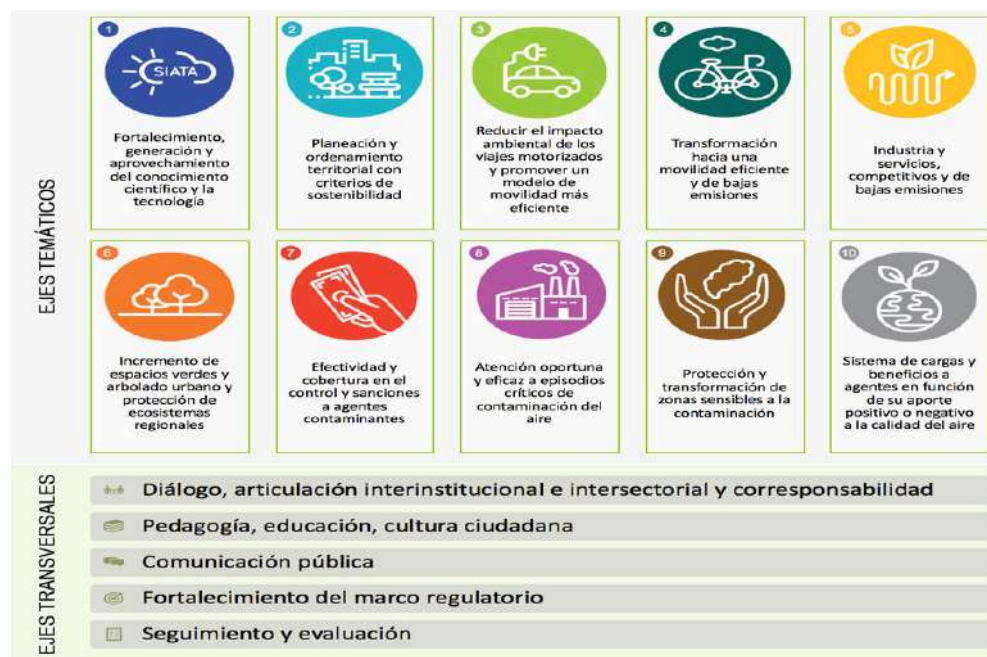 EJES TEMÁTICOS
1
SIATA
Fortalecimiento,
generación y
aprovechamiento
del conocimiento
científico y la
tecnología
2
Planeación y
ordenamiento
territorial con
criterios de
sostenibilidad
3
Reducir el impacto
ambiental de los
viajes motorizados
y promover un
modelo de
movilidad más
eficiente
4
Transformación
hacia una
movilidad eficiente
y de bajas
emisiones
5
Industria y
servicios,
competitivos y de
bajas emisiones
6
Incremento de
espacios verdes y
arbolado urbano y
protección de
ecosistemas
regionales
7
Efectividad y
cobertura en el
control y sanciones
a agentes
contaminantes
8
Atención oportuna
y eficaz a episodios
críticos de
contaminación del
aire
9
Protección y
transformación de
zonas sensibles a la
contaminación
10
Sistema de cargas y
beneficios a
agentes en función
de su aporte
positivo o negativo
a la calidad del aire
EJES TRANSVERSALES
Diálogo, articulación interinstitucional e intersectorial y corresponsabilidad
Pedagogía, educación, cultura ciudadana
Comunicación pública
Fortalecimiento del marco regulatorio
Seguimiento y evaluación